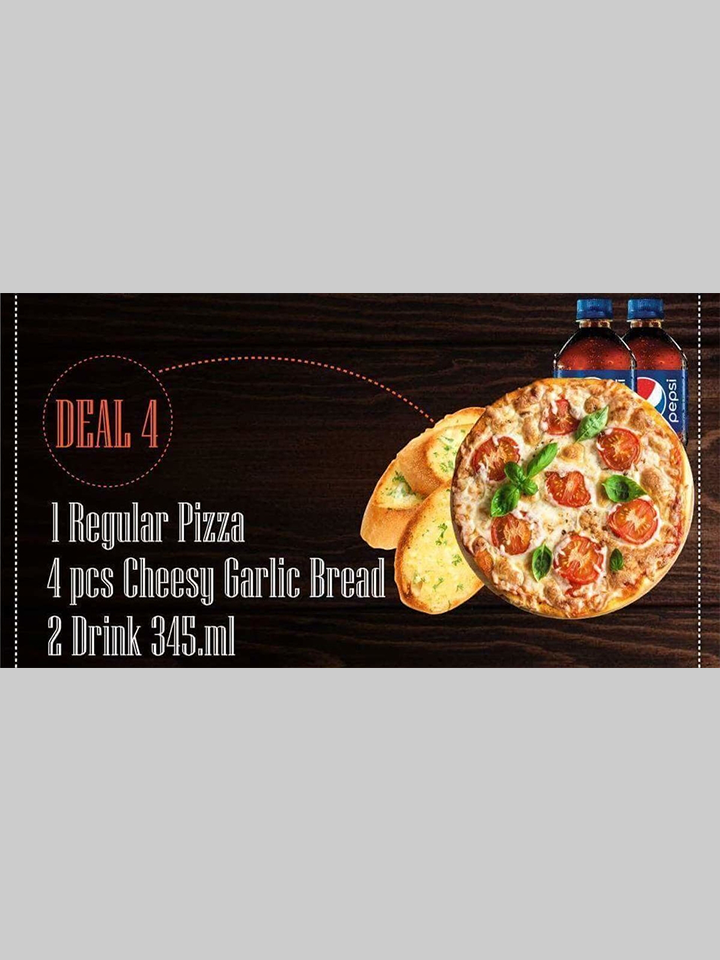 DEAL 4
1 Regular Pizza
4 pcs Cheesy Garlic Bread
2 Drink 345.ml
pepsi